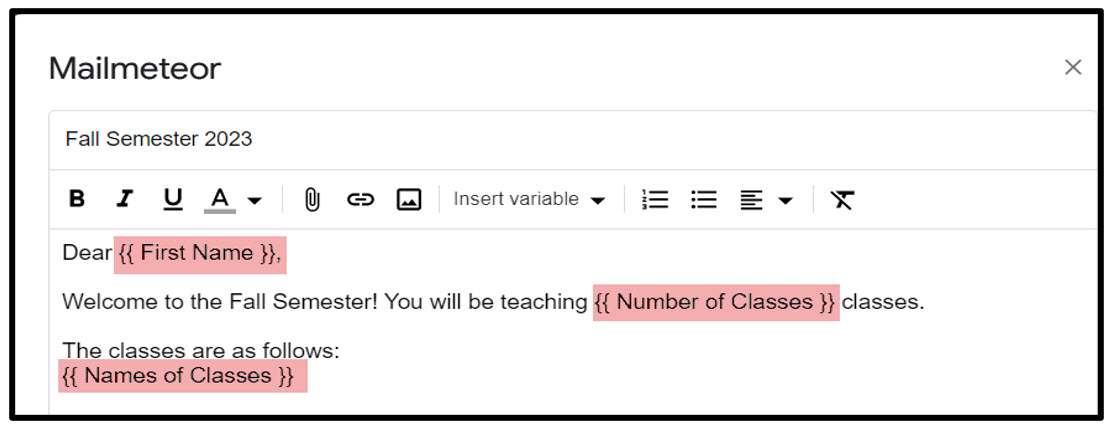 Mailmeteor
Fall Semester 2023
B I U A Insert variable
Dear {{ First Name }},
Welcome to the Fall Semester! You will be teaching {{ Number of Classes }} classes.
The classes are as follows:
{{ Names of Classes }}